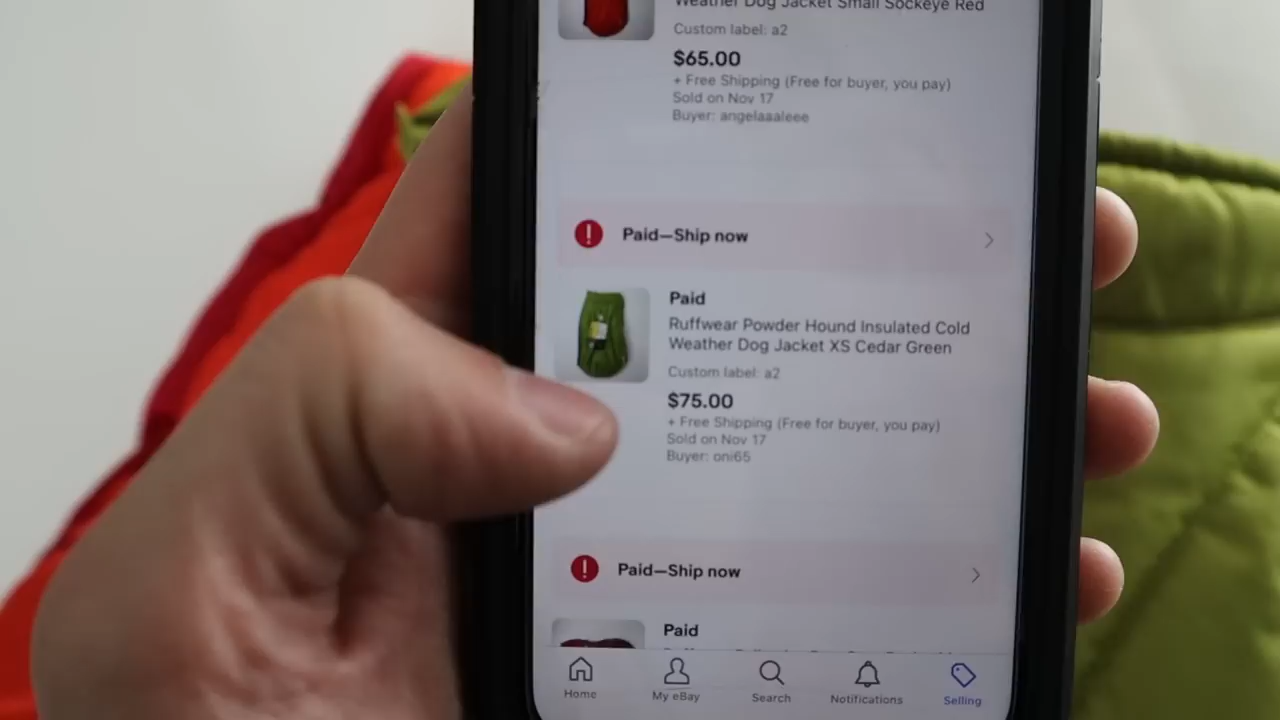 Weather Dog Jacket Small Sockeye Red
Custom label: a2
$65.00
+ Free Shipping (Free for buyer, you pay)
Sold on Nov 17
Buyer: angelaaaleee
Paid—Ship now
Paid
Ruffwear Powder Hound Insulated Cold
Weather Dog Jacket XS Cedar Green
Custom label: a2
$75.00
+ Free Shipping (Free for buyer, you pay)
Sold on Nov 17
Buyer: oni65
Paid—Ship now
Paid
Home
My eBay
Search
Notifications
Selling